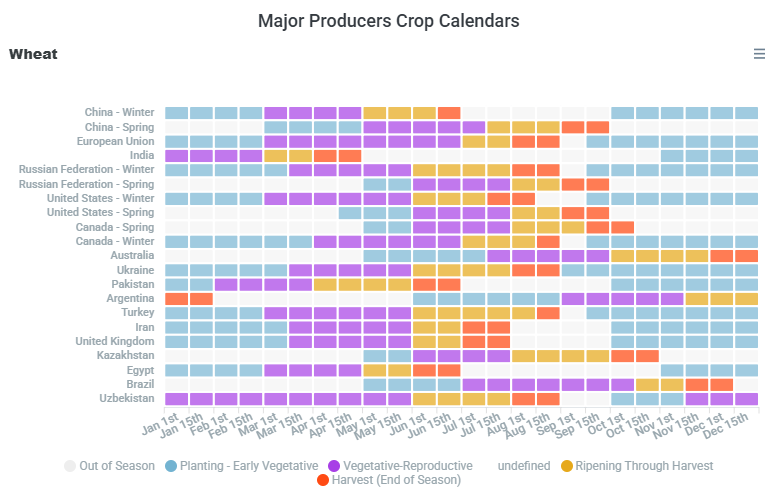 Major Producers Crop Calendars
Wheat
China - Winter
China - Spring
European Union
India
Russian Federation - Winter
Russian Federation - Spring
United States - Winter
United States - Spring
Canada - Spring
Canada - Winter
Australia
Ukraine
Pakistan
Argentina
Turkey
Iran
United Kingdom
Kazakhstan
Egypt
Brazil
Uzbekistan
Jan 1st
Jan 15th
Feb 1st
Feb 15th
Mar 1st
Mar 15th
Apr 1st
Apr 15th
May 1st
May 15th
Jun 1st
Jun 15th
Jul 1st
Jul 15th
Aug 1st
Aug 15th
Sep 1st
Sep 15th
Oct 1st
Oct 15th
Nov 1st
Nov 15th
Dec 1st
Dec 15th
Out of Season Planting - Early Vegetative Vegetative-Reproductive undefined Ripening Through Harvest
Harvest (End of Season)